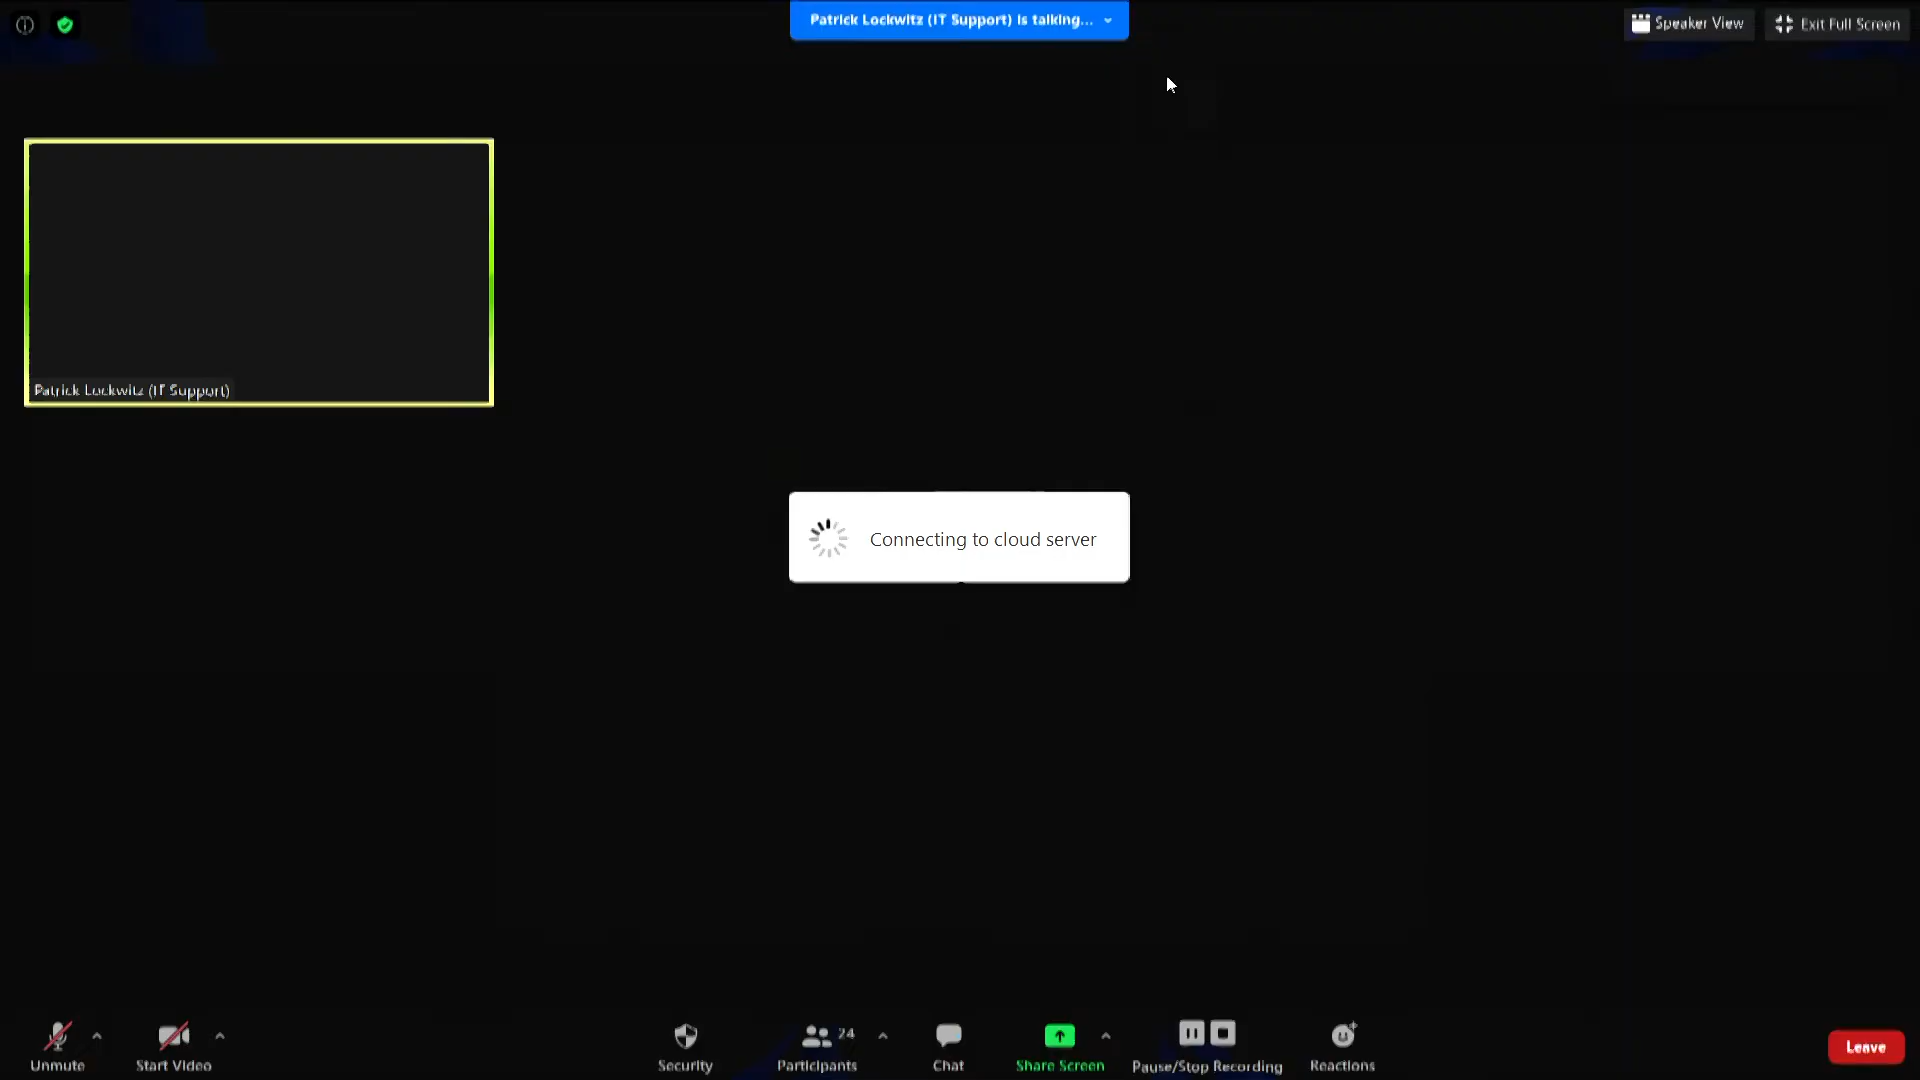 Patrick Lockwitz (IT Support) is talking...
Speaker View
Exit Full Screen
Patrick Lockwitz (IT Support)
Connecting to cloud server
24
Unmute
Start Video
Security
Participants
Chat
Share Screen
Pause/Stop Recording
Reactions
Leave